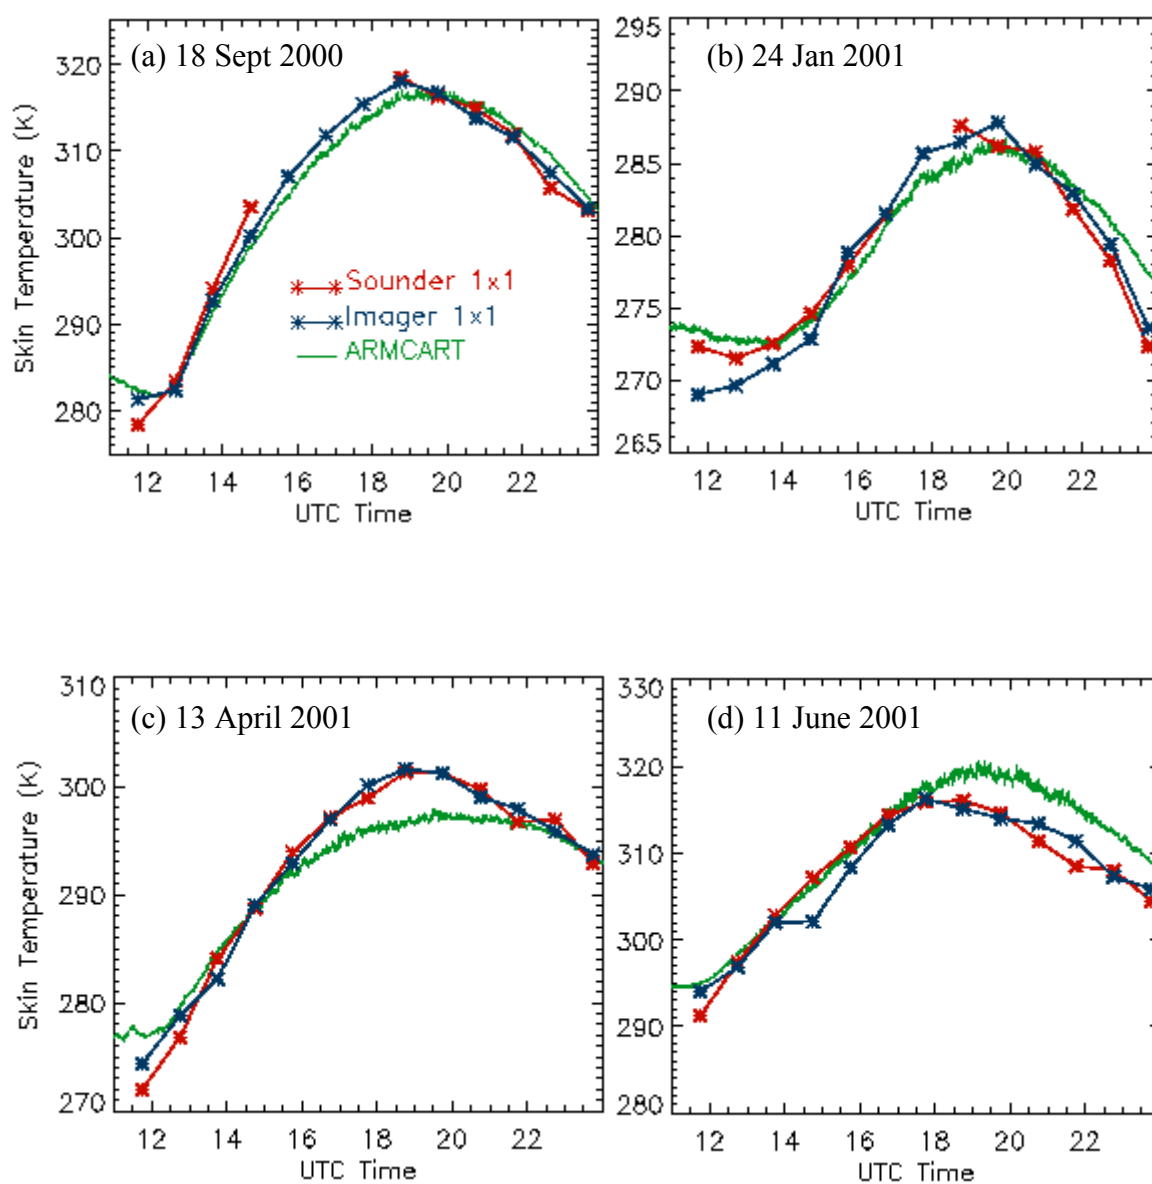 (a) 18 Sept 2000
Skin Temperature (K)
320
310
300
290
280
Sounder 1x1
Imager 1x1
ARMCART
12 14 16 18 20 22
UTC Time
(b) 24 Jan 2001
295
290
285
280
275
270
265
12 14 16 18 20 22
UTC Time
(c) 13 April 2001
Skin Temperature (K)
310
300
290
280
270
12 14 16 18 20 22
UTC Time
(d) 11 June 2001
330
320
310
300
290
280
12 14 16 18 20 22
UTC Time